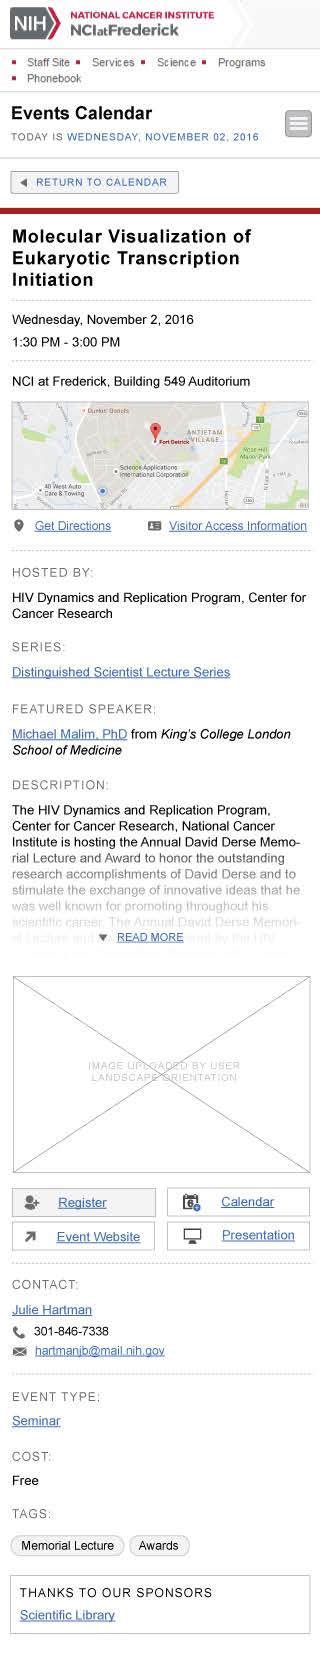 NIH NATIONAL CANCER INSTITUTE
NCIatFrederick
Staff Site Services Science Programs
Phonebook
Events Calendar
TODAY IS WEDNESDAY, NOVEMBER 02, 2016
RETURN TO CALENDAR
Molecular Visualization of
Eukaryotic Transcription
Initiation
Wednesday, November 2, 2016
1:30 PM - 3:00 PM
NCI at Frederick, Building 549 Auditorium
Dunkin' Donuts
Fort Detrick
ANTIETAM
VILLAGE
Rose Hill
Manor Park
Science Applications
International Corporation
40 West Auto
Care & Towing
Get Directions Visitor Access Information
HOSTED BY:
HIV Dynamics and Replication Program, Center for
Cancer Research
SERIES:
Distinguished Scientist Lecture Series
FEATURED SPEAKER:
Michael Malim, PhD from King's College London
School of Medicine
DESCRIPTION:
The HIV Dynamics and Replication Program,
Center for Cancer Research, National Cancer
Institute is hosting the Annual David Derse Memo-
rial Lecture and Award to honor the outstanding
research accomplishments of David Derse and to
stimulate the exchange of innovative ideas that he
was well known for promoting throughout his
scientific career. The Annual David Derse Memori-
al Lecture and READ MORE by the HIV
IMAGE UPLOADED BY USER
LANDSCAPE ORIENTATION
Register Calendar
Event Website Presentation
CONTACT:
Julie Hartman
301-846-7338
hartmanjb@mail.nih.gov
EVENT TYPE:
Seminar
COST:
Free
TAGS:
Memorial Lecture Awards
THANKS TO OUR SPONSORS
Scientific Library